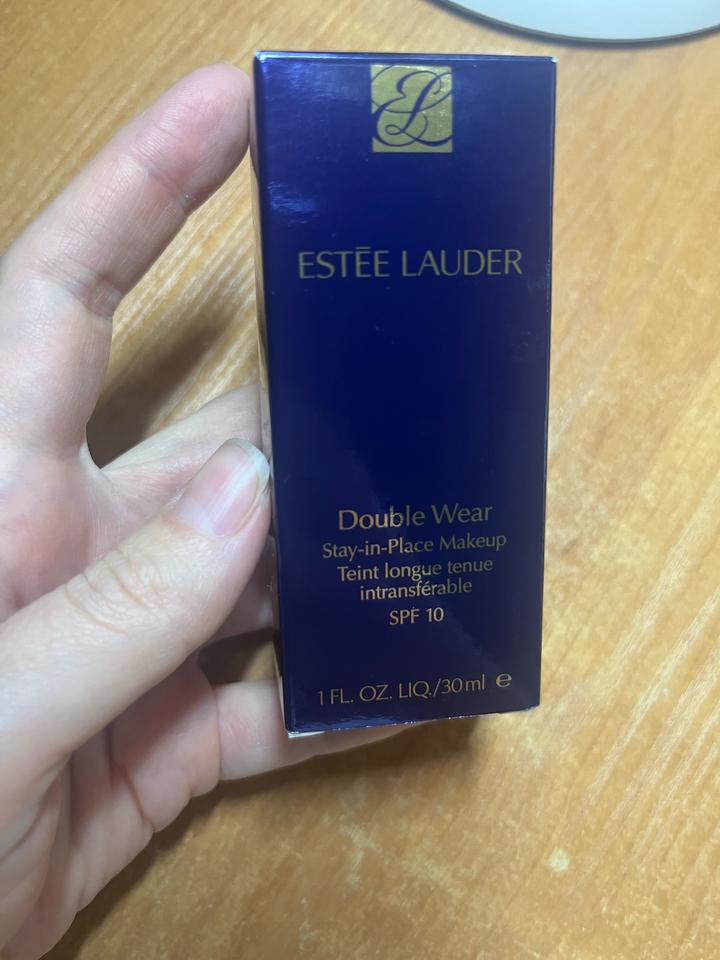 EL
ESTĒE LAUDER
Double Wear
Stay-in-Place Makeup
Teint longue tenue
intransférable
SPF 10
1 FL. OZ. LIQ./30 ml ℮